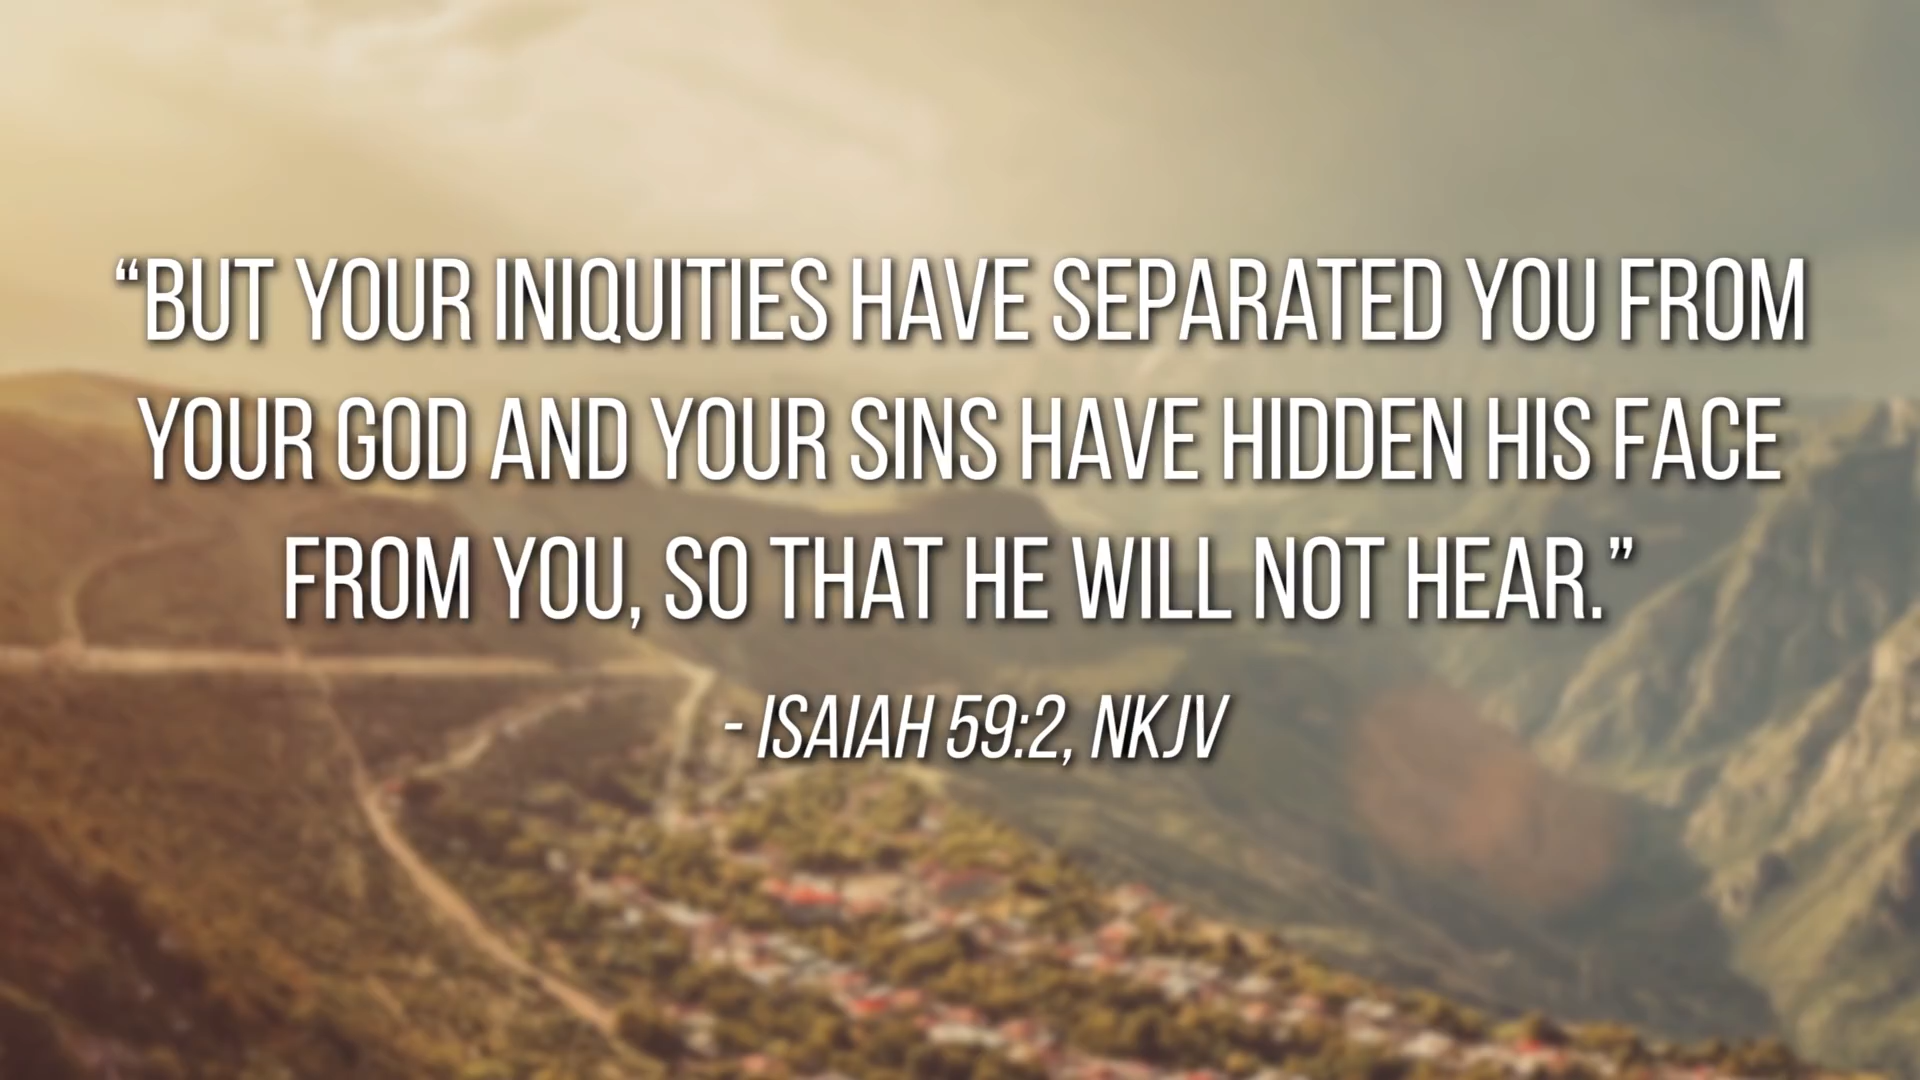 “BUT YOUR INIQUITIES HAVE SEPARATED YOU FROM
YOUR GOD AND YOUR SINS HAVE HIDDEN HIS FACE
FROM YOU, SO THAT HE WILL NOT HEAR.”
- ISAIAH 59:2, NKJV